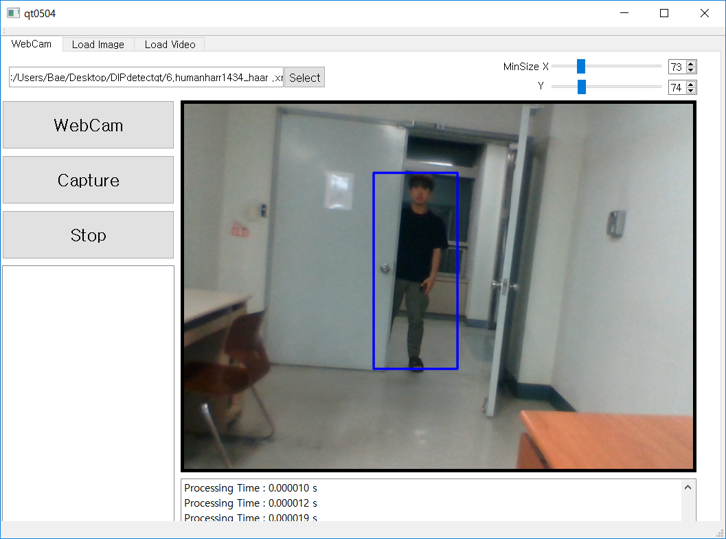 qt0504
WebCam Load Image Load Video
:/Users/Bae/Desktop/DIPdetectqt/6,humanharr1434_haar ,xr Select
MinSize X 73
Y 74
WebCam
Capture
Stop
Processing Time : 0.000010 s
Processing Time : 0.000012 s
Processing Time : 0.000019 s